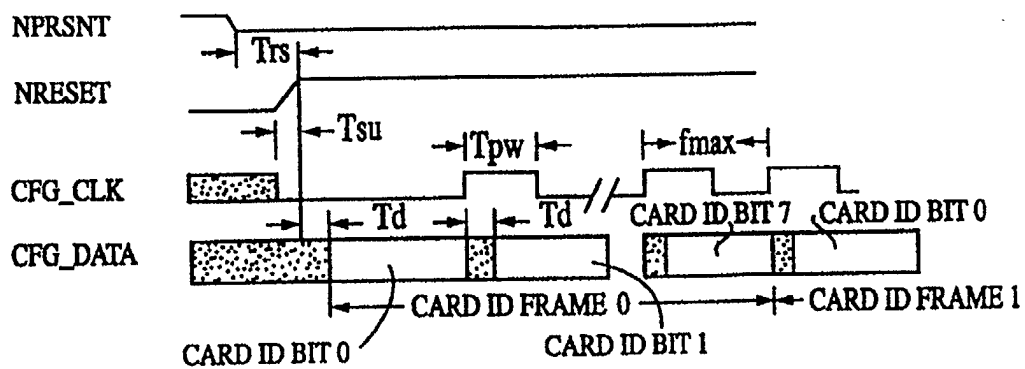 NPRSNT
Trs
NRESET
Tsu
Tpw
fmax
CFG_CLK
CARD ID BIT 7
CARD ID BIT 0
Td
Td
CFG_DATA
CARD ID FRAME 0
CARD ID FRAME 1
CARD ID BIT 0
CARD ID BIT 1